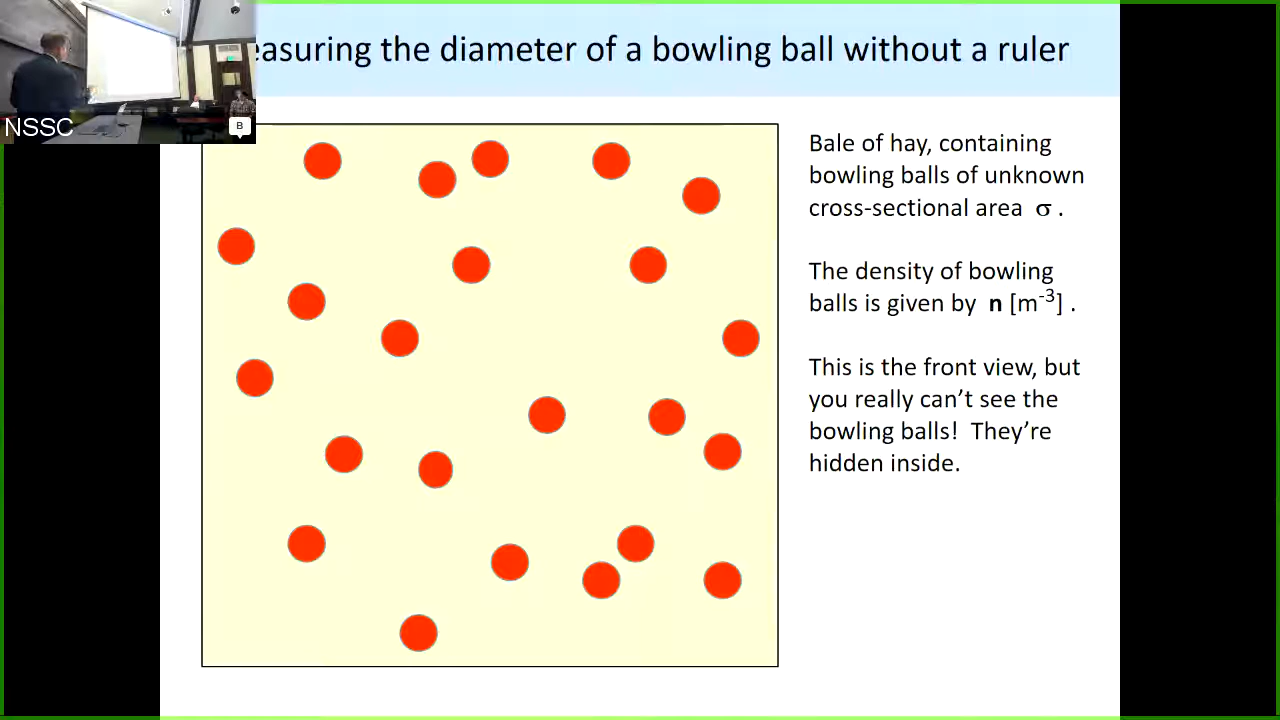 easuring the diameter of a bowling ball without a ruler
NSSC
B
Bale of hay, containing
bowling balls of unknown
cross-sectional area σ .
The density of bowling
balls is given by n [m⁻³] .
This is the front view, but
you really can’t see the
bowling balls! They’re
hidden inside.